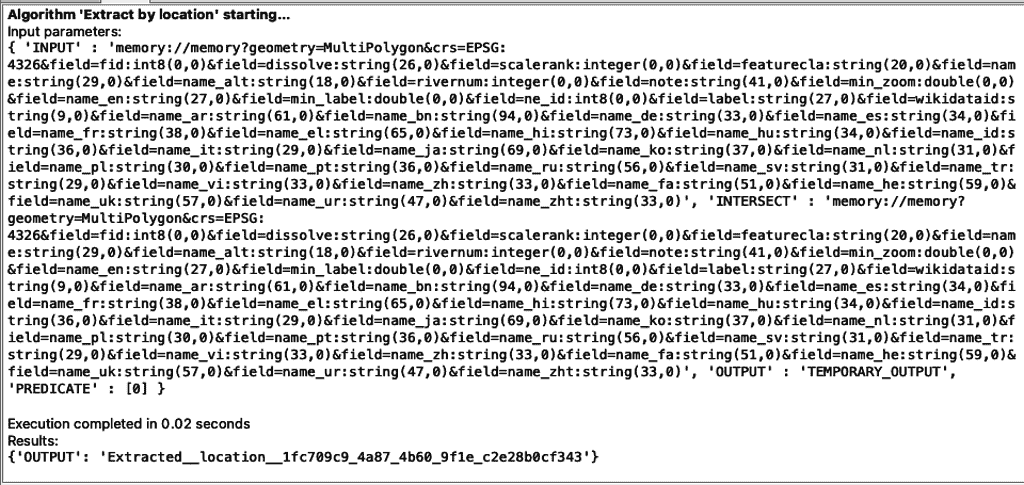 Algorithm 'Extract by location' starting...
Input parameters:
{ 'INPUT' : 'memory://memory?geometry=MultiPolygon&crs=EPSG:
4326&field=fid:int8(0,0)&field=dissolve:string(26,0)&field=scalerank:integer(0,0)&field=featurecla:string(20,0)&field=nam
e:string(29,0)&field=name_alt:string(18,0)&field=rivernum:integer(0,0)&field=note:string(41,0)&field=min_zoom:double(0,0)
&field=name_en:string(27,0)&field=min_label:double(0,0)&field=ne_id:int8(0,0)&field=label:string(27,0)&field=wikidataid:s
tring(9,0)&field=name_ar:string(61,0)&field=name_bn:string(94,0)&field=name_de:string(33,0)&field=name_es:string(34,0)&fi
eld=name_fr:string(38,0)&field=name_el:string(65,0)&field=name_hi:string(73,0)&field=name_hu:string(34,0)&field=name_id:s
tring(36,0)&field=name_it:string(29,0)&field=name_ja:string(69,0)&field=name_ko:string(37,0)&field=name_nl:string(31,0)&f
ield=name_pl:string(30,0)&field=name_pt:string(36,0)&field=name_ru:string(56,0)&field=name_sv:string(31,0)&field=name_tr:
string(29,0)&field=name_vi:string(33,0)&field=name_zh:string(33,0)&field=name_fa:string(51,0)&field=name_he:string(59,0)&
field=name_uk:string(57,0)&field=name_ur:string(47,0)&field=name_zht:string(33,0)', 'INTERSECT' : 'memory://memory?
geometry=MultiPolygon&crs=EPSG:
4326&field=fid:int8(0,0)&field=dissolve:string(26,0)&field=scalerank:integer(0,0)&field=featurecla:string(20,0)&field=nam
e:string(29,0)&field=name_alt:string(18,0)&field=rivernum:integer(0,0)&field=note:string(41,0)&field=min_zoom:double(0,0)
&field=name_en:string(27,0)&field=min_label:double(0,0)&field=ne_id:int8(0,0)&field=label:string(27,0)&field=wikidataid:s
tring(9,0)&field=name_ar:string(61,0)&field=name_bn:string(94,0)&field=name_de:string(33,0)&field=name_es:string(34,0)&fi
eld=name_fr:string(38,0)&field=name_el:string(65,0)&field=name_hi:string(73,0)&field=name_hu:string(34,0)&field=name_id:s
tring(36,0)&field=name_it:string(29,0)&field=name_ja:string(69,0)&field=name_ko:string(37,0)&field=name_nl:string(31,0)&f
ield=name_pl:string(30,0)&field=name_pt:string(36,0)&field=name_ru:string(56,0)&field=name_sv:string(31,0)&field=name_tr:
string(29,0)&field=name_vi:string(33,0)&field=name_zh:string(33,0)&field=name_fa:string(51,0)&field=name_he:string(59,0)&
field=name_uk:string(57,0)&field=name_ur:string(47,0)&field=name_zht:string(33,0)', 'OUTPUT' : 'TEMPORARY_OUTPUT',
'PREDICATE' : [0] }
Execution completed in 0.02 seconds
Results:
{'OUTPUT': 'Extracted__location__1fc709c9_4a87_4b60_9f1e_c2e28b0cf343'}